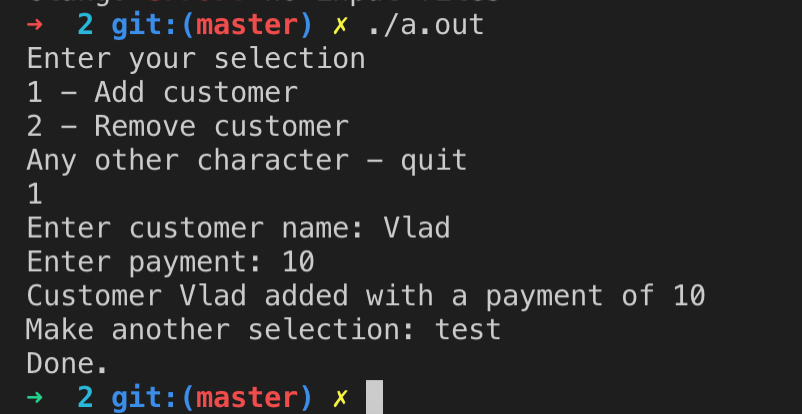 ➜  2 git:(master) ✗ ./a.out
Enter your selection
1 – Add customer
2 – Remove customer
Any other character – quit
1
Enter customer name: Vlad
Enter payment: 10
Customer Vlad added with a payment of 10
Make another selection: test
Done.
➜  2 git:(master) ✗